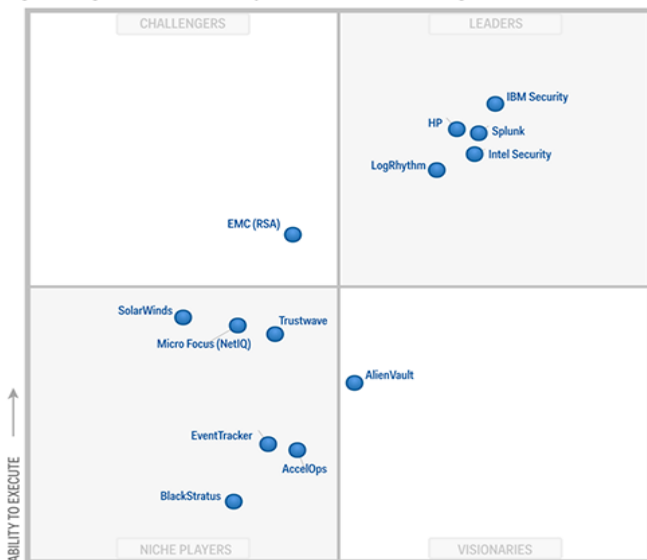 CHALLENGERS
LEADERS
IBM Security
HP
Splunk
Intel Security
LogRhythm
EMC (RSA)
SolarWinds
Trustwave
Micro Focus (NetIQ)
AlienVault
EventTracker
AccelOps
BlackStratus
ABILITY TO EXECUTE
NICHE PLAYERS
VISIONARIES